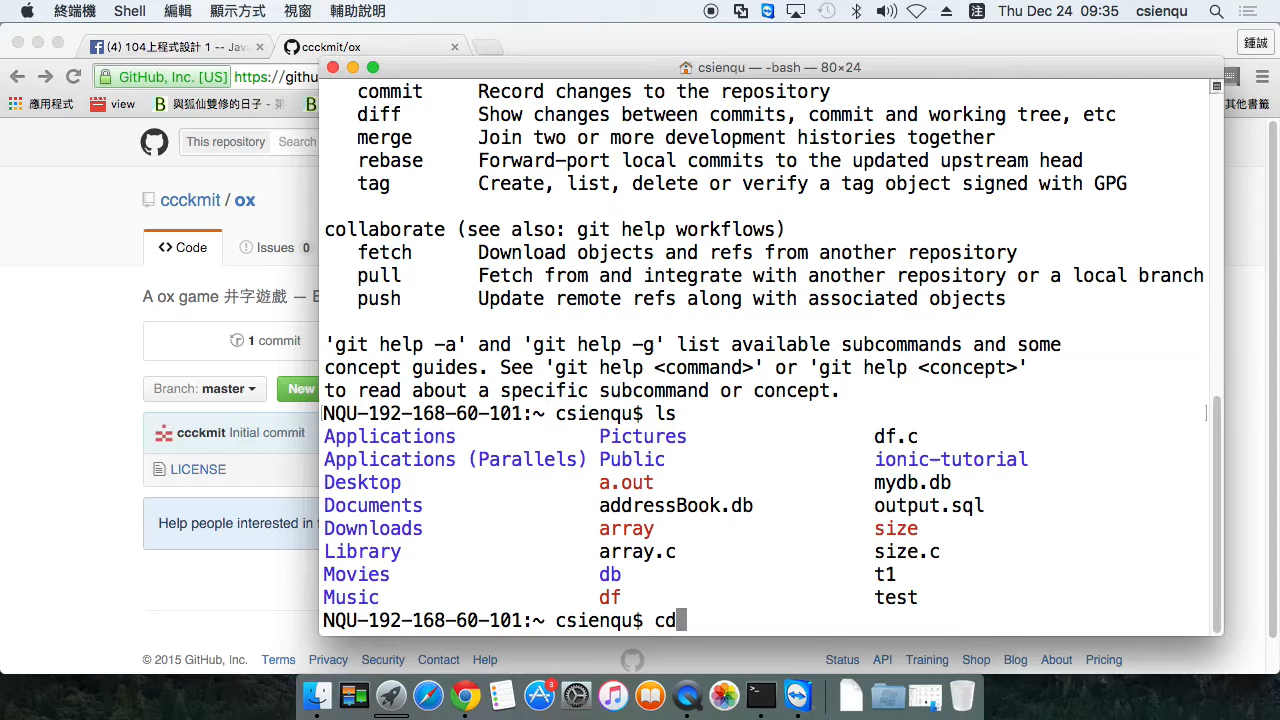 終端機 Shell 編輯 顯示方式 視窗 輔助說明 注 Thu Dec 24 09:35 csienqu
(4) 104上程式設計 1 -- Jav × ccckmit/ox × 鍾誠
GitHub, Inc. [US] https://githu
應用程式 view 與狐仙雙修的日子 - 第 其他書籤
This repository Search
ccckmit / ox
Code Issues 0
A ox game 井字遊戲 — E
1 commit
Branch: master New
ccckmit Initial commit
LICENSE
Help people interested in
© 2015 GitHub, Inc. Terms Privacy Security Contact Help Status API Training Shop Blog About Pricing
csienqu — -bash — 80×24
commit Record changes to the repository
diff Show changes between commits, commit and working tree, etc
merge Join two or more development histories together
rebase Forward-port local commits to the updated upstream head
tag Create, list, delete or verify a tag object signed with GPG
collaborate (see also: git help workflows)
fetch Download objects and refs from another repository
pull Fetch from and integrate with another repository or a local branch
push Update remote refs along with associated objects
'git help -a' and 'git help -g' list available subcommands and some
concept guides. See 'git help <command>' or 'git help <concept>'
to read about a specific subcommand or concept.
NQU-192-168-60-101:~ csienqu$ ls
Applications Pictures df.c
Applications (Parallels) Public ionic-tutorial
Desktop a.out mydb.db
Documents addressBook.db output.sql
Downloads array size
Library array.c size.c
Movies db t1
Music df test
NQU-192-168-60-101:~ csienqu$ cd
3